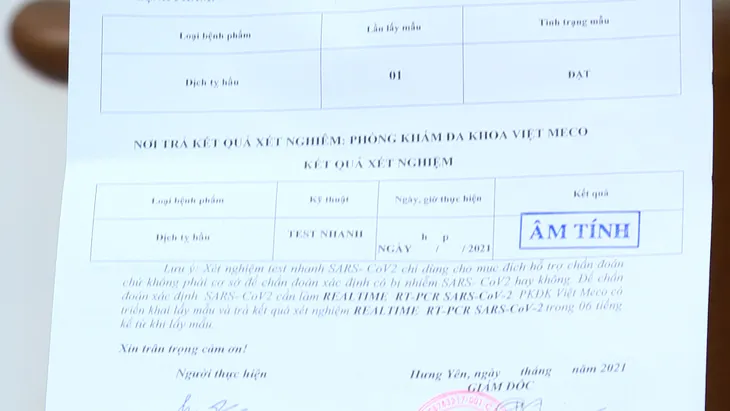 Loại bệnh phẩm Lần lấy mẫu Tình trạng mẫu
Dịch tỵ hầu 01 ĐẠT
NƠI TRẢ KẾT QUẢ XÉT NGHIỆM: PHÒNG KHÁM ĐA KHOA VIỆT MECO
KẾT QUẢ XÉT NGHIỆM
Loại bệnh phẩm Kỹ thuật Ngày, giờ thực hiện Kết quả
Dịch tỵ hầu TEST NHANH h p ÂM TÍNH
NGÀY / / 2021
Lưu ý: Xét nghiệm test nhanh SARS- CoV2 chỉ dùng cho mục đích hỗ trợ chẩn đoán
chứ không phải cơ sở để chẩn đoán xác định có bị nhiễm SARS- CoV2 hay không. Để chẩn
đoán xác định SARS- CoV2 cần làm REALTIME RT-PCR SARS-CoV-2. PKĐK Việt Meco có
triển khai lấy mẫu và trả kết quả xét nghiệm REALTIME RT-PCR SARS-CoV-2 trong 06 tiếng
kể từ khi lấy mẫu.
Xin trân trọng cảm ơn!
Hưng Yên, ngày tháng năm 2021
Người thực hiện GIÁM ĐỐC